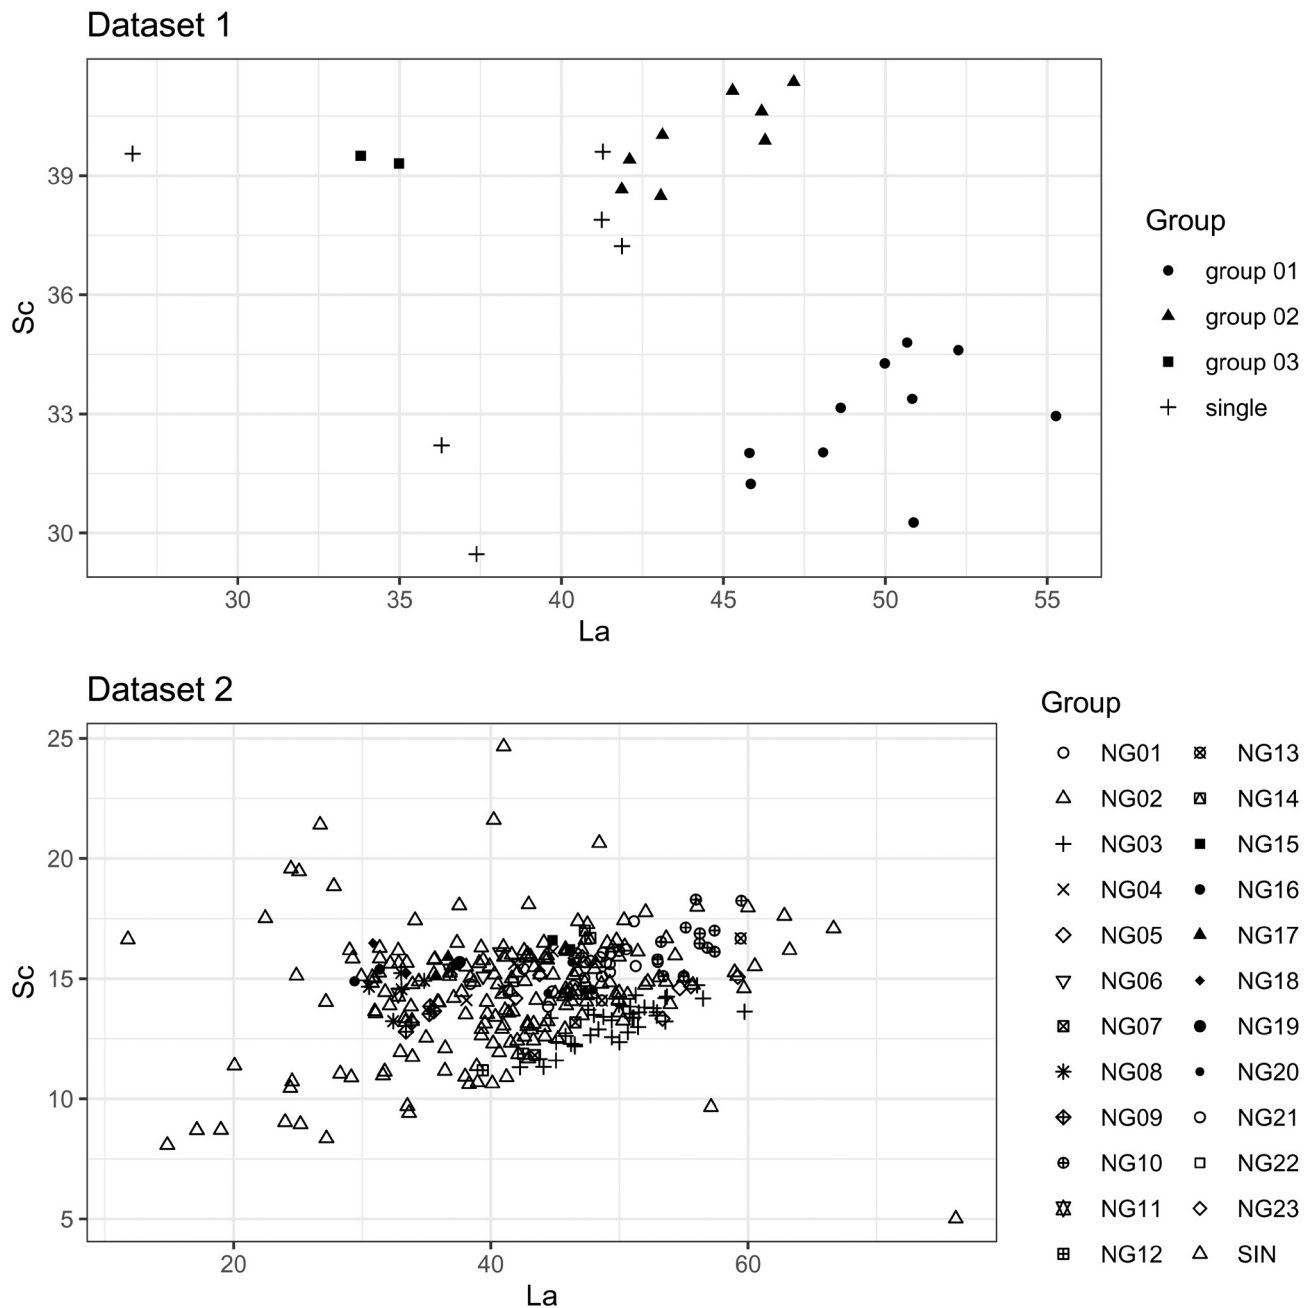 Dataset 1
39
36
33
30
Sc
30 35 40 45 50 55
La
Group
group 01
group 02
group 03
single
Dataset 2
25
20
15
10
5
Sc
20 40 60
La
Group
NG01 NG13
NG02 NG14
NG03 NG15
NG04 NG16
NG05 NG17
NG06 NG18
NG07 NG19
NG08 NG20
NG09 NG21
NG10 NG22
NG11 NG23
NG12 SIN